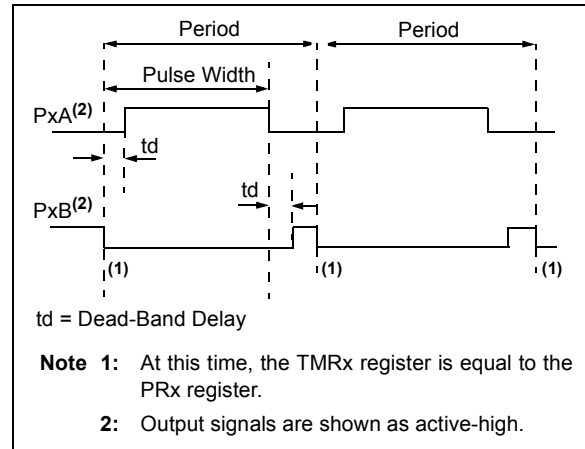 Period Period
Pulse Width
PxA(2)
td
td
PxB(2)
(1) (1) (1)
td = Dead-Band Delay
Note 1: At this time, the TMRx register is equal to the
PRx register.
2: Output signals are shown as active-high.